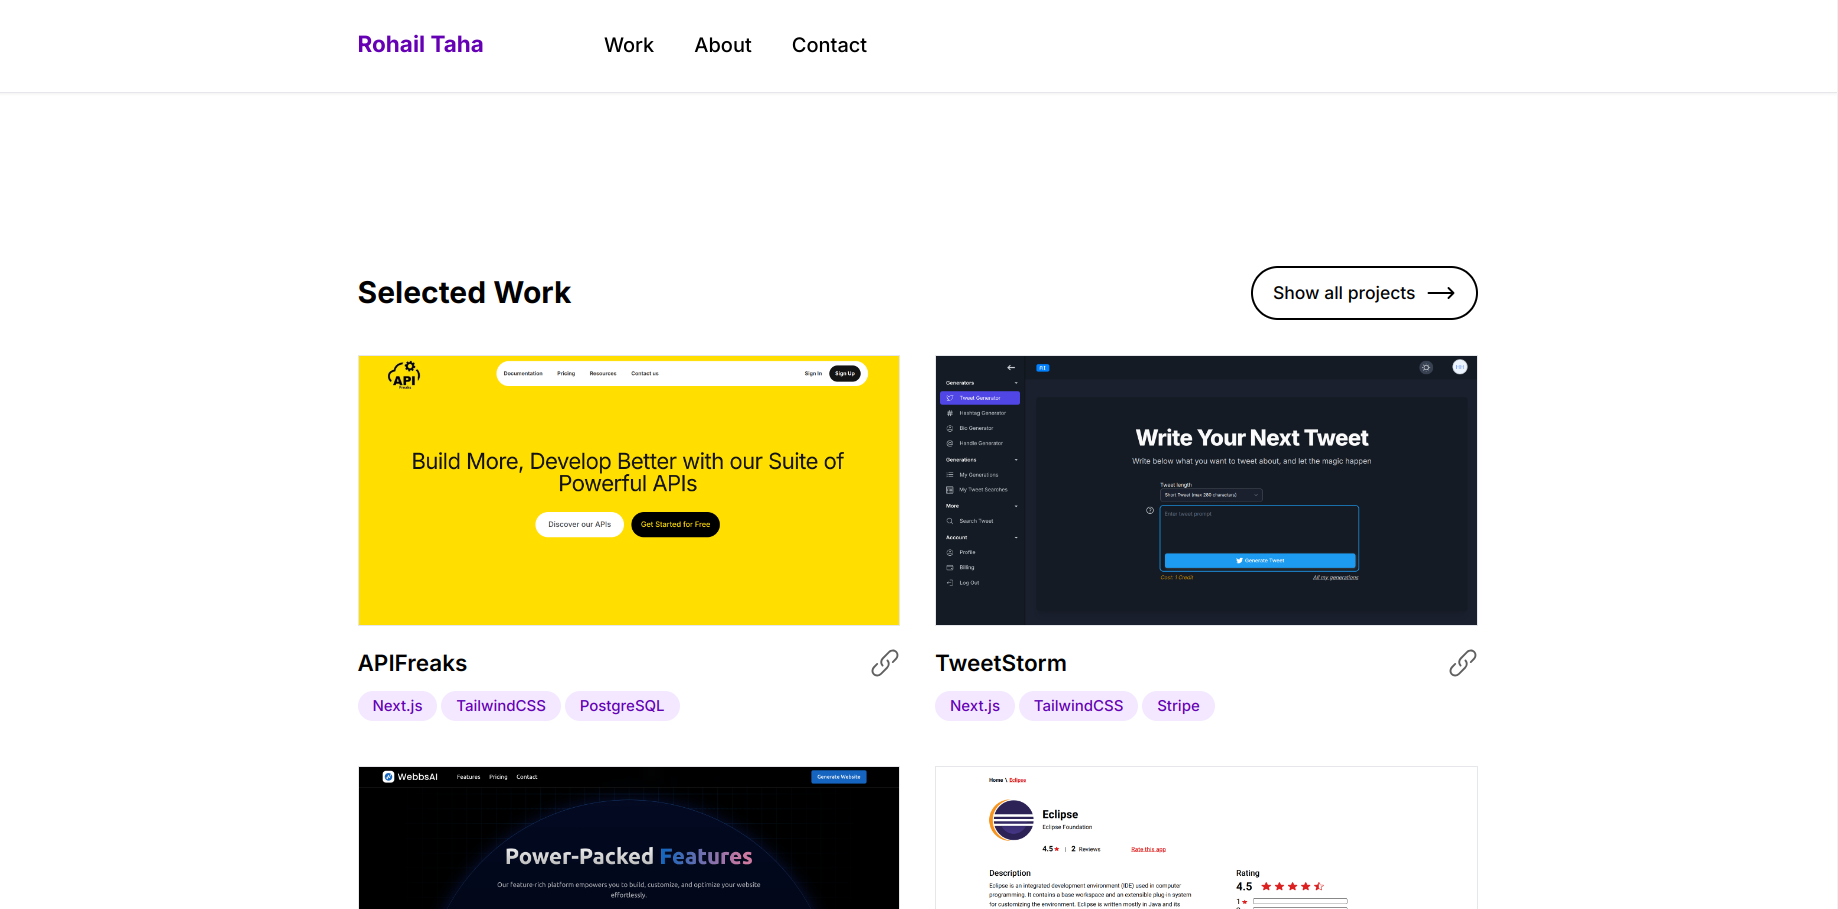 Rohail Taha
Work
About
Contact
Selected Work
Show all projects
API
Freaks
Documentation
Pricing
Resources
Contact us
Sign In
Sign Up
Build More, Develop Better with our Suite of
Powerful APIs
Discover our APIs
Get Started for Free
Generators
Tweet Generator
Hashtag Generator
Bio Generator
Handle Generator
Generations
My Generations
My Tweet Searches
More
Search Tweet
Account
Profile
Billing
Log Out
Write Your Next Tweet
Write below what you want to tweet about, and let the magic happen
Tweet length
Short Tweet (max 280 characters)
Enter tweet prompt
Generate Tweet
Cost: 1 Credit
All my generations
APIFreaks
Next.js
TailwindCSS
PostgreSQL
TweetStorm
Next.js
TailwindCSS
Stripe
WebbsAI
Features
Pricing
Contact
Generate Website
Power-Packed Features
Our feature-rich platform empowers you to build, customize, and optimize your website
effortlessly.
Home \ Eclipse
Eclipse
Eclipse Foundation
4.5 ★ | 2 Reviews
Rate this app
Description
Eclipse is an integrated development environment (IDE) used in computer
programming. It contains a base workspace and an extensible plug-in system
for customizing the environment. Eclipse is written mostly in Java and its
Rating
4.5
1 ★